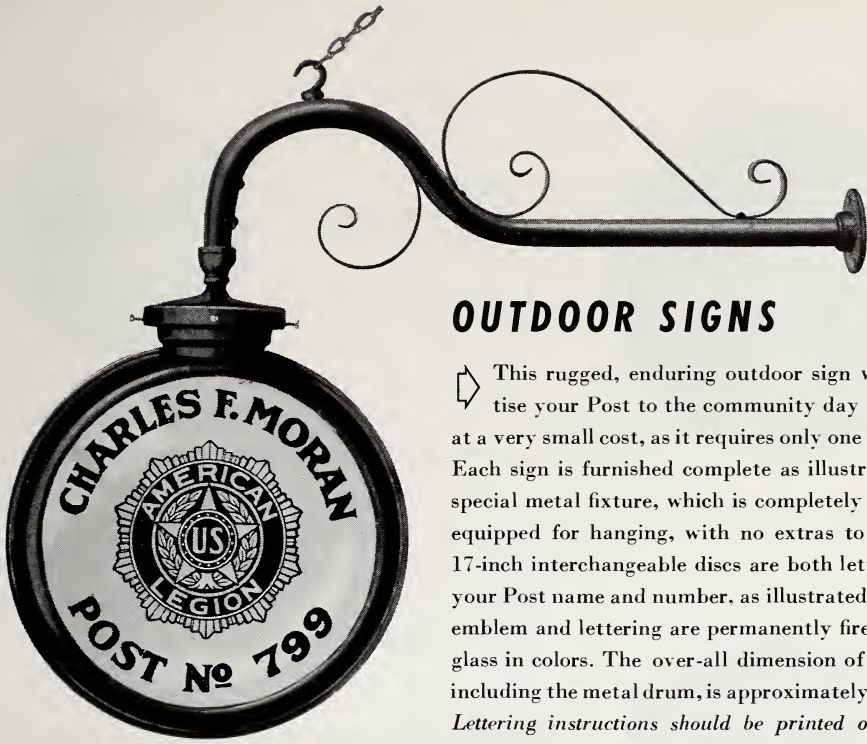 CHARLES F. MORAN
AMERICAN
US
LEGION
POST No 799
OUTDOOR SIGNS
This rugged, enduring outdoor sign
tise your Post to the community day
at a very small cost, as it requires only one
Each sign is furnished complete as
special metal fixture, which is completely
equipped for hanging, with no extras to
17-inch interchangeable discs are both
your Post name and number, as illustrated
emblem and lettering are permanently
glass in colors. The over-all dimension of
including the metal drum, is approximately
Lettering instructions should be printed